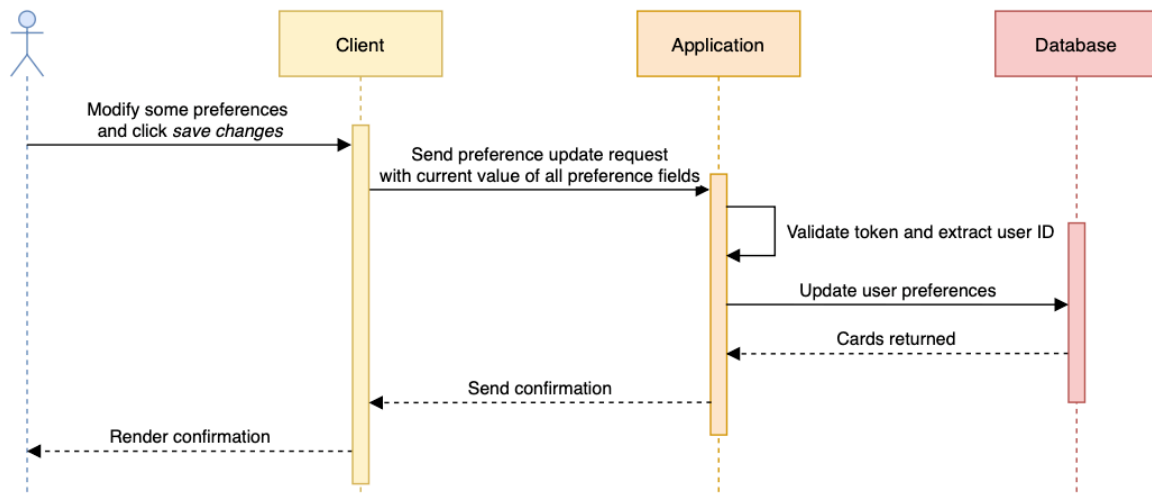 Client
Application
Database
Modify some preferences
and click save changes
Send preference update request
with current value of all preference fields
Validate token and extract user ID
Update user preferences
Cards returned
Send confirmation
Render confirmation